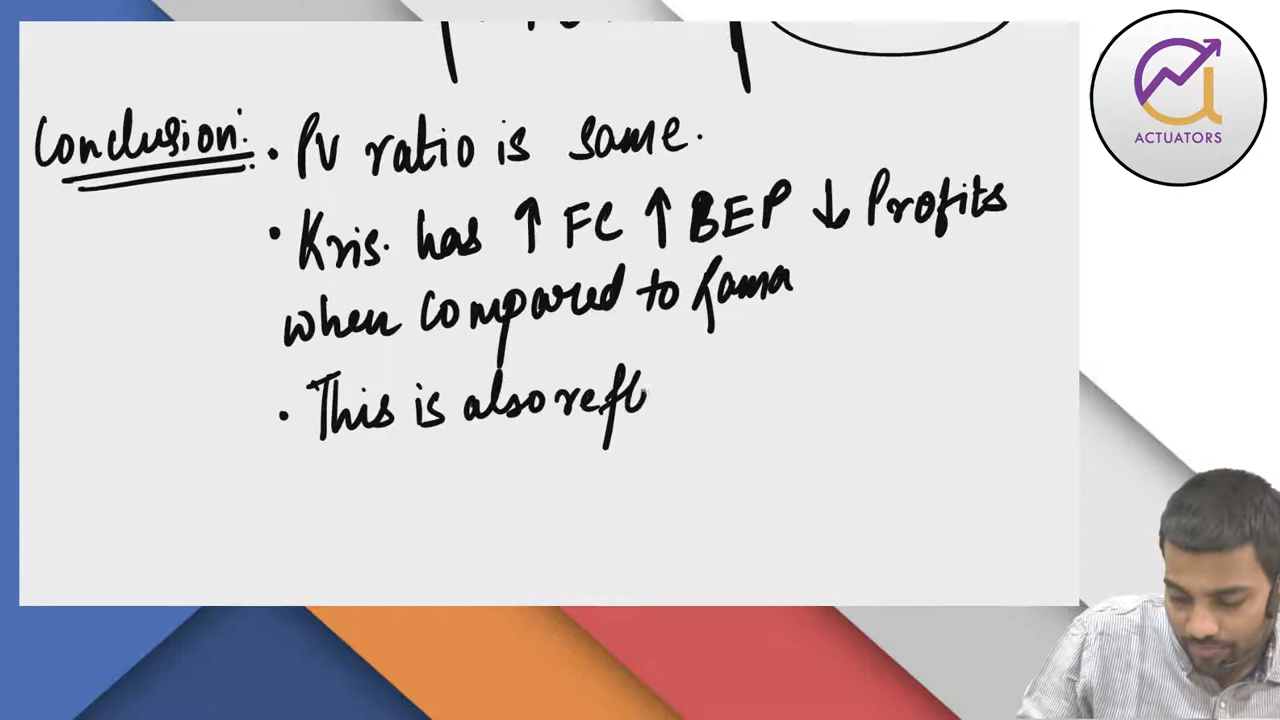 Conclusion: • PV ratio is same.
• Kris. has ↑ FC ↑ BEP ↓ Profits
when compared to Rama
• This is also refl
a
ACTUATORS